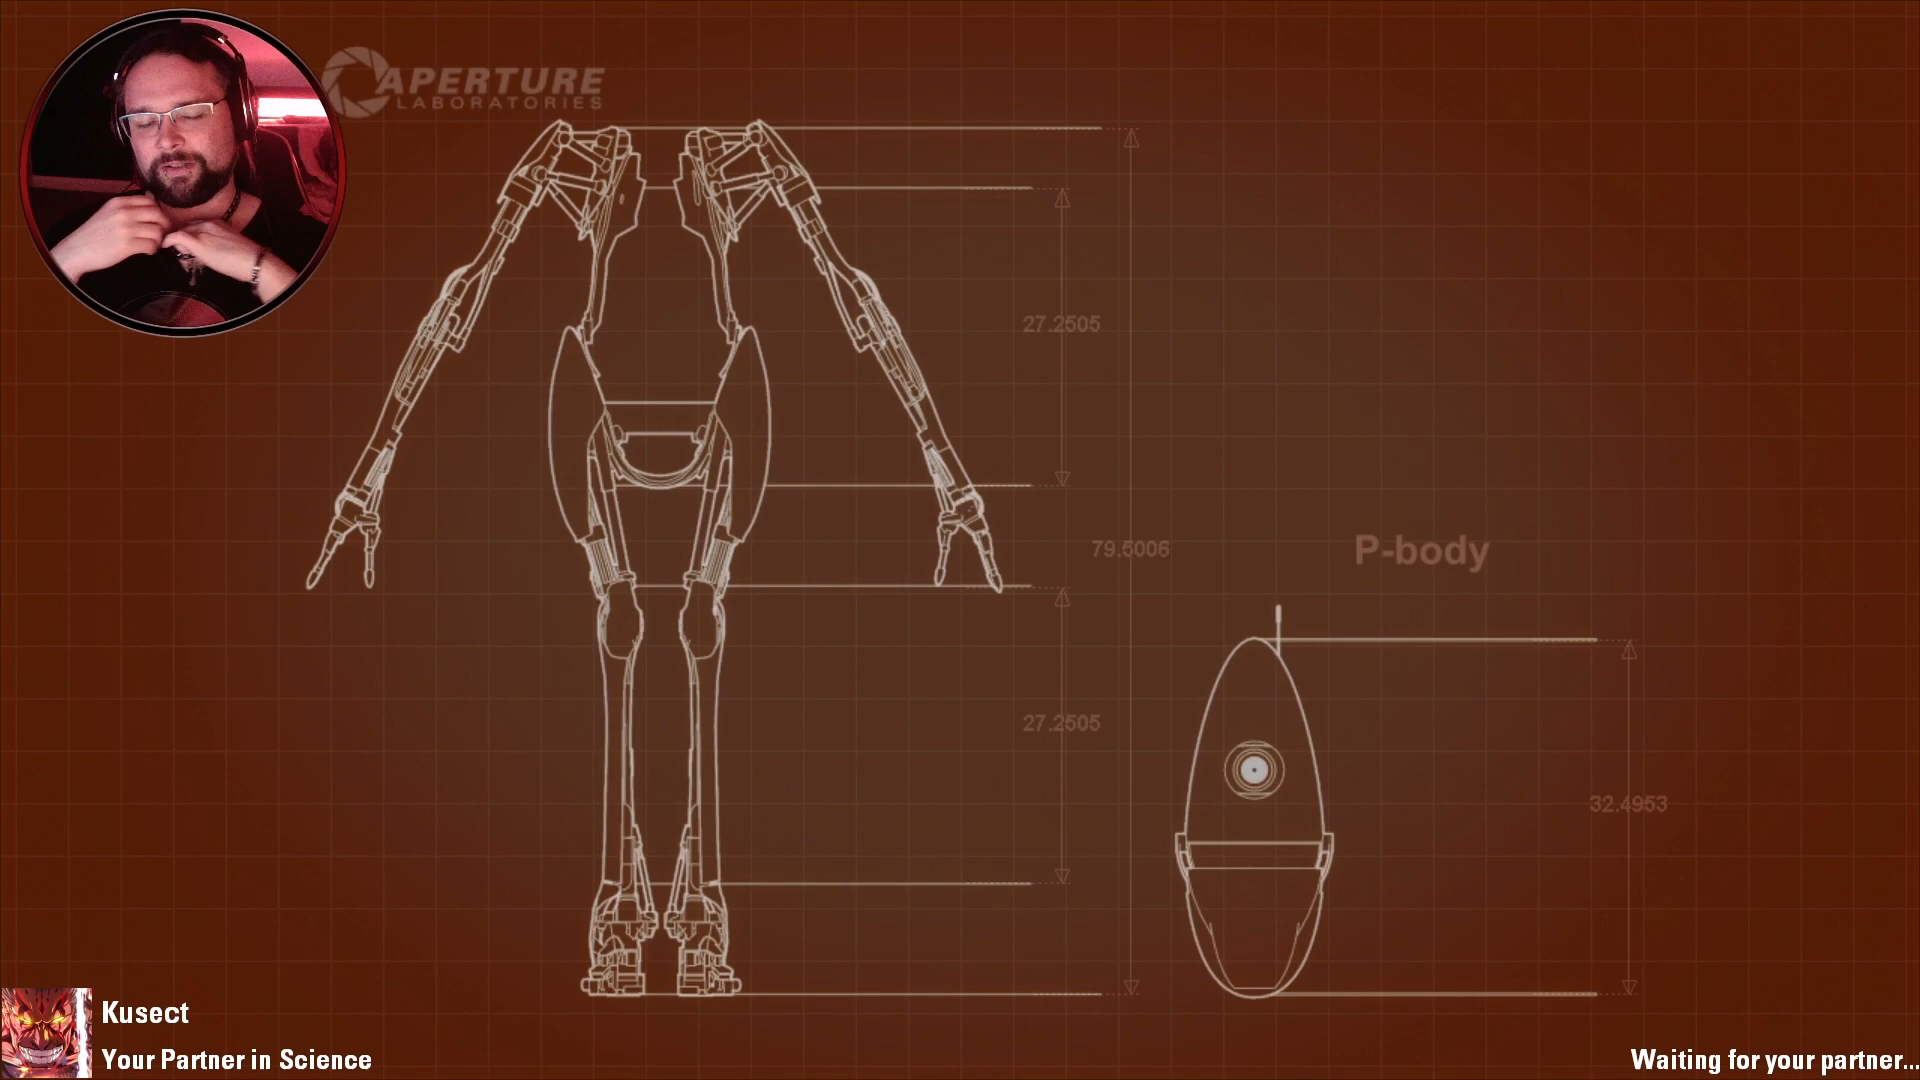 APERTURE
LABORATORIES
27.2505
79.5006
P-body
27.2505
32.4953
Kusect
Your Partner in Science
Waiting for your partner...